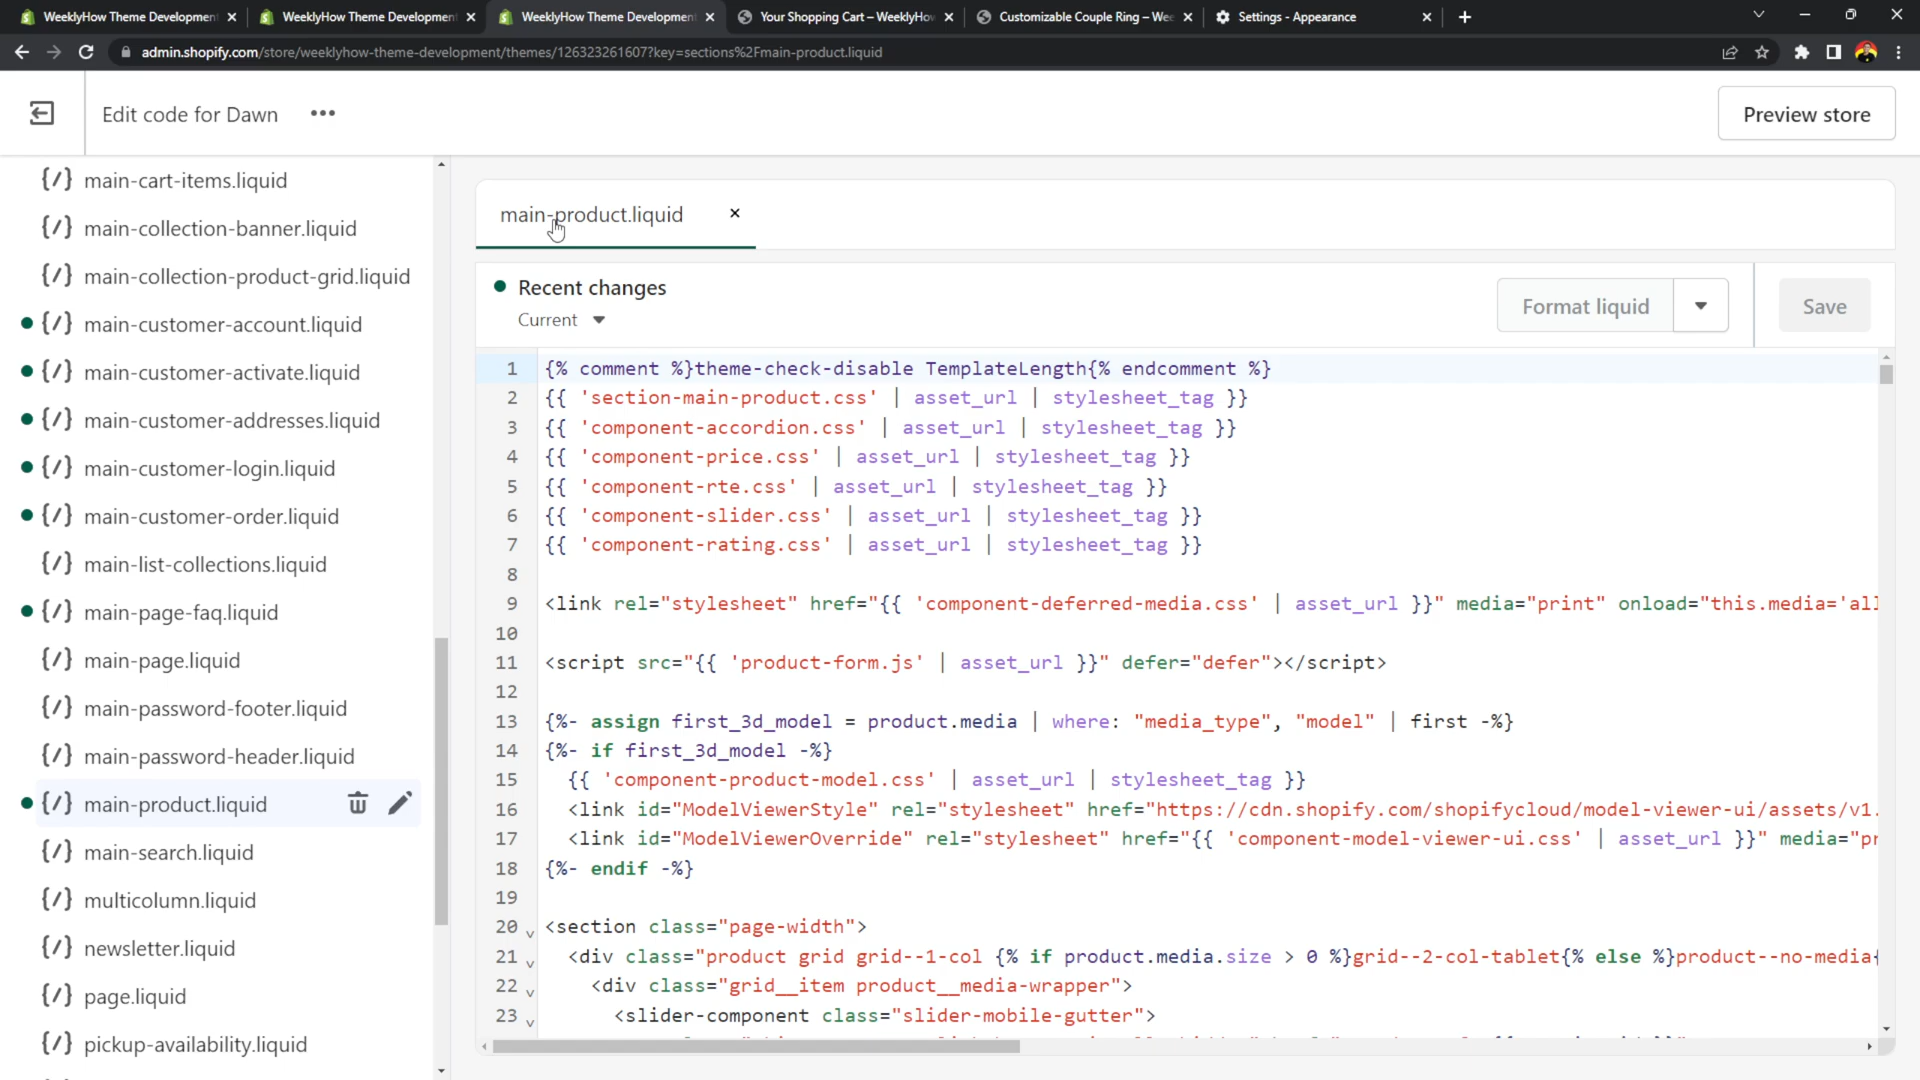 WeeklyHow Theme Development
WeeklyHow Theme Development
WeeklyHow Theme Development
Your Shopping Cart – WeeklyHow
Customizable Couple Ring – Wee
Settings - Appearance
admin.shopify.com/store/weeklyhow-theme-development/themes/126323261607?key=sections%2Fmain-product.liquid
Edit code for Dawn
Preview store
{/} main-cart-items.liquid
{/} main-collection-banner.liquid
{/} main-collection-product-grid.liquid
{/} main-customer-account.liquid
{/} main-customer-activate.liquid
{/} main-customer-addresses.liquid
{/} main-customer-login.liquid
{/} main-customer-order.liquid
{/} main-list-collections.liquid
{/} main-page-faq.liquid
{/} main-page.liquid
{/} main-password-footer.liquid
{/} main-password-header.liquid
{/} main-product.liquid
{/} main-search.liquid
{/} multicolumn.liquid
{/} newsletter.liquid
{/} page.liquid
{/} pickup-availability.liquid
main-product.liquid
Recent changes
Current
Format liquid
Save
1 {% comment %}theme-check-disable TemplateLength{% endcomment %}
2 {{ 'section-main-product.css' | asset_url | stylesheet_tag }}
3 {{ 'component-accordion.css' | asset_url | stylesheet_tag }}
4 {{ 'component-price.css' | asset_url | stylesheet_tag }}
5 {{ 'component-rte.css' | asset_url | stylesheet_tag }}
6 {{ 'component-slider.css' | asset_url | stylesheet_tag }}
7 {{ 'component-rating.css' | asset_url | stylesheet_tag }}
8
9 <link rel="stylesheet" href="{{ 'component-deferred-media.css' | asset_url }}" media="print" onload="this.media='all
10
11 <script src="{{ 'product-form.js' | asset_url }}" defer="defer"></script>
12
13 {%- assign first_3d_model = product.media | where: "media_type", "model" | first -%}
14 {%- if first_3d_model -%}
15 {{ 'component-product-model.css' | asset_url | stylesheet_tag }}
16 <link id="ModelViewerStyle" rel="stylesheet" href="https://cdn.shopify.com/shopifycloud/model-viewer-ui/assets/v1.
17 <link id="ModelViewerOverride" rel="stylesheet" href="{{ 'component-model-viewer-ui.css' | asset_url }}" media="pr
18 {%- endif -%}
19
20 <section class="page-width">
21 <div class="product grid grid--1-col {% if product.media.size > 0 %}grid--2-col-tablet{% else %}product--no-media{
22 <div class="grid__item product__media-wrapper">
23 <slider-component class="slider-mobile-gutter">